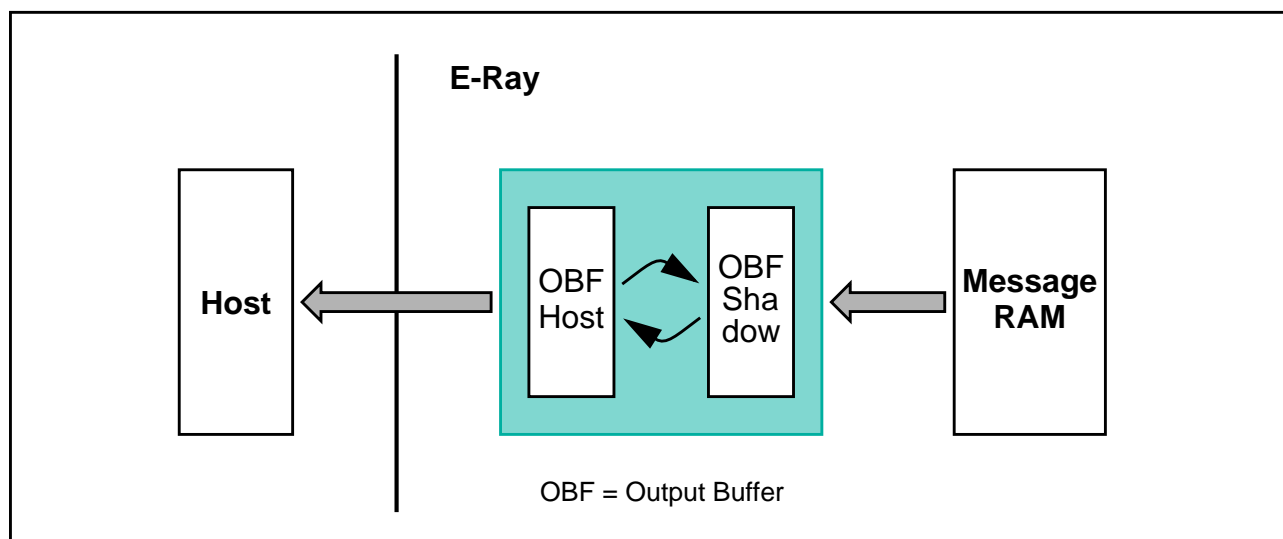 E-Ray
Host
OBF
Host
OBF
Sha
dow
Message
RAM
OBF = Output Buffer